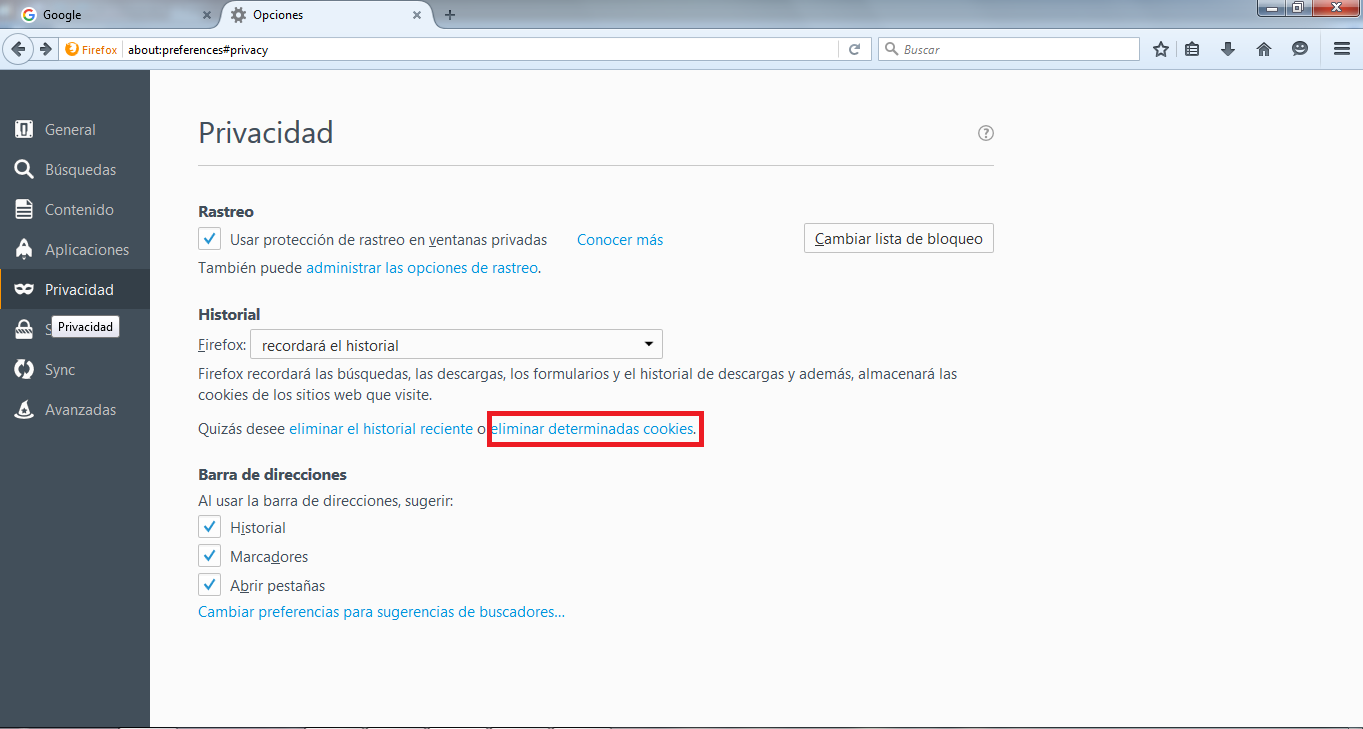 Google
Opciones
Firefox about:preferences#privacy
Buscar
General
Búsquedas
Contenido
Aplicaciones
Privacidad
S
Privacidad
Sync
Avanzadas
Privacidad
Rastreo
Usar protección de rastreo en ventanas privadas Conocer más Cambiar lista de bloqueo
También puede administrar las opciones de rastreo.
Historial
Firefox: recordará el historial
Firefox recordará las búsquedas, las descargas, los formularios y el historial de descargas y además, almacenará las
cookies de los sitios web que visite.
Quizás desee eliminar el historial reciente o eliminar determinadas cookies.
Barra de direcciones
Al usar la barra de direcciones, sugerir:
Historial
Marcadores
Abrir pestañas
Cambiar preferencias para sugerencias de buscadores...